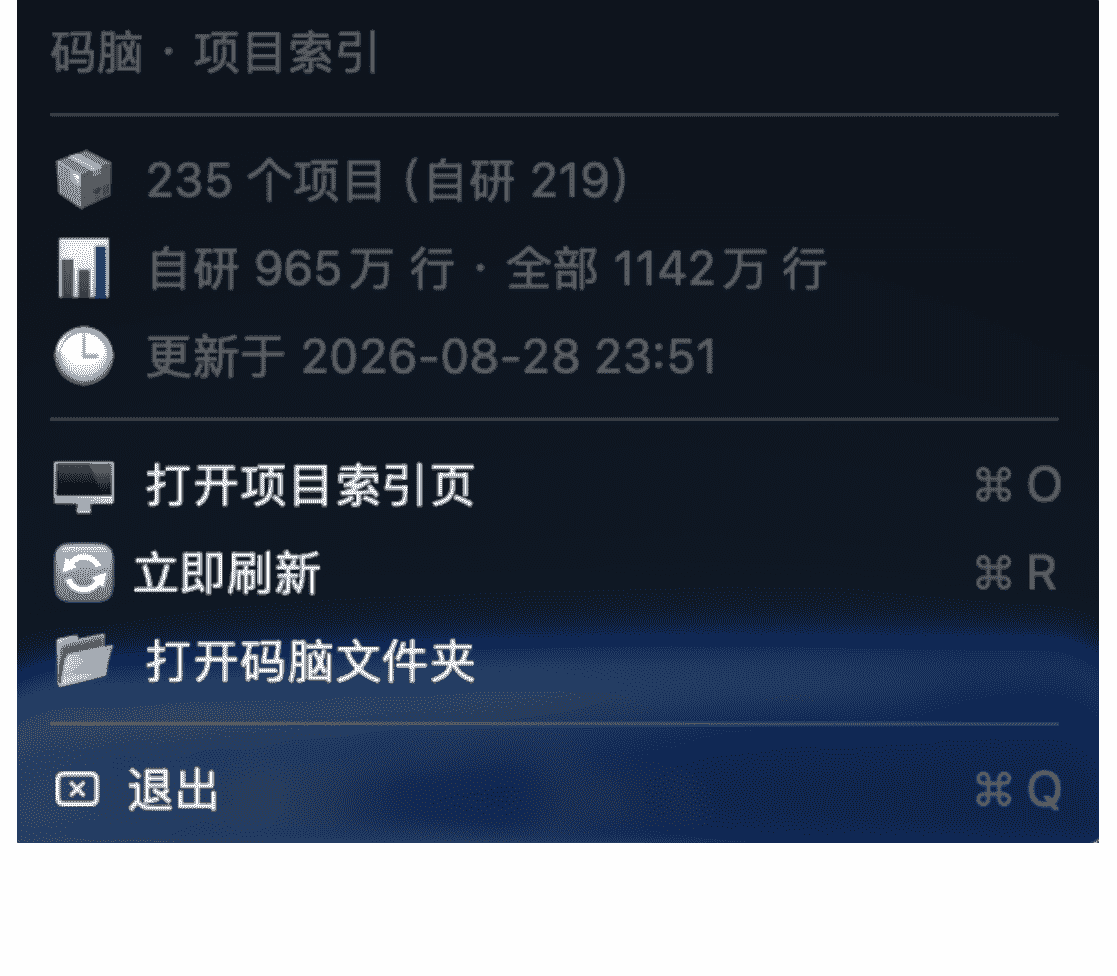 码脑 · 项目索引
235 个项目（自研 219）
自研 965万 行 · 全部 1142万 行
更新于 2026-08-28 23:51
打开项目索引页 ⌘ O
立即刷新 ⌘ R
打开码脑文件夹
退出 ⌘ Q